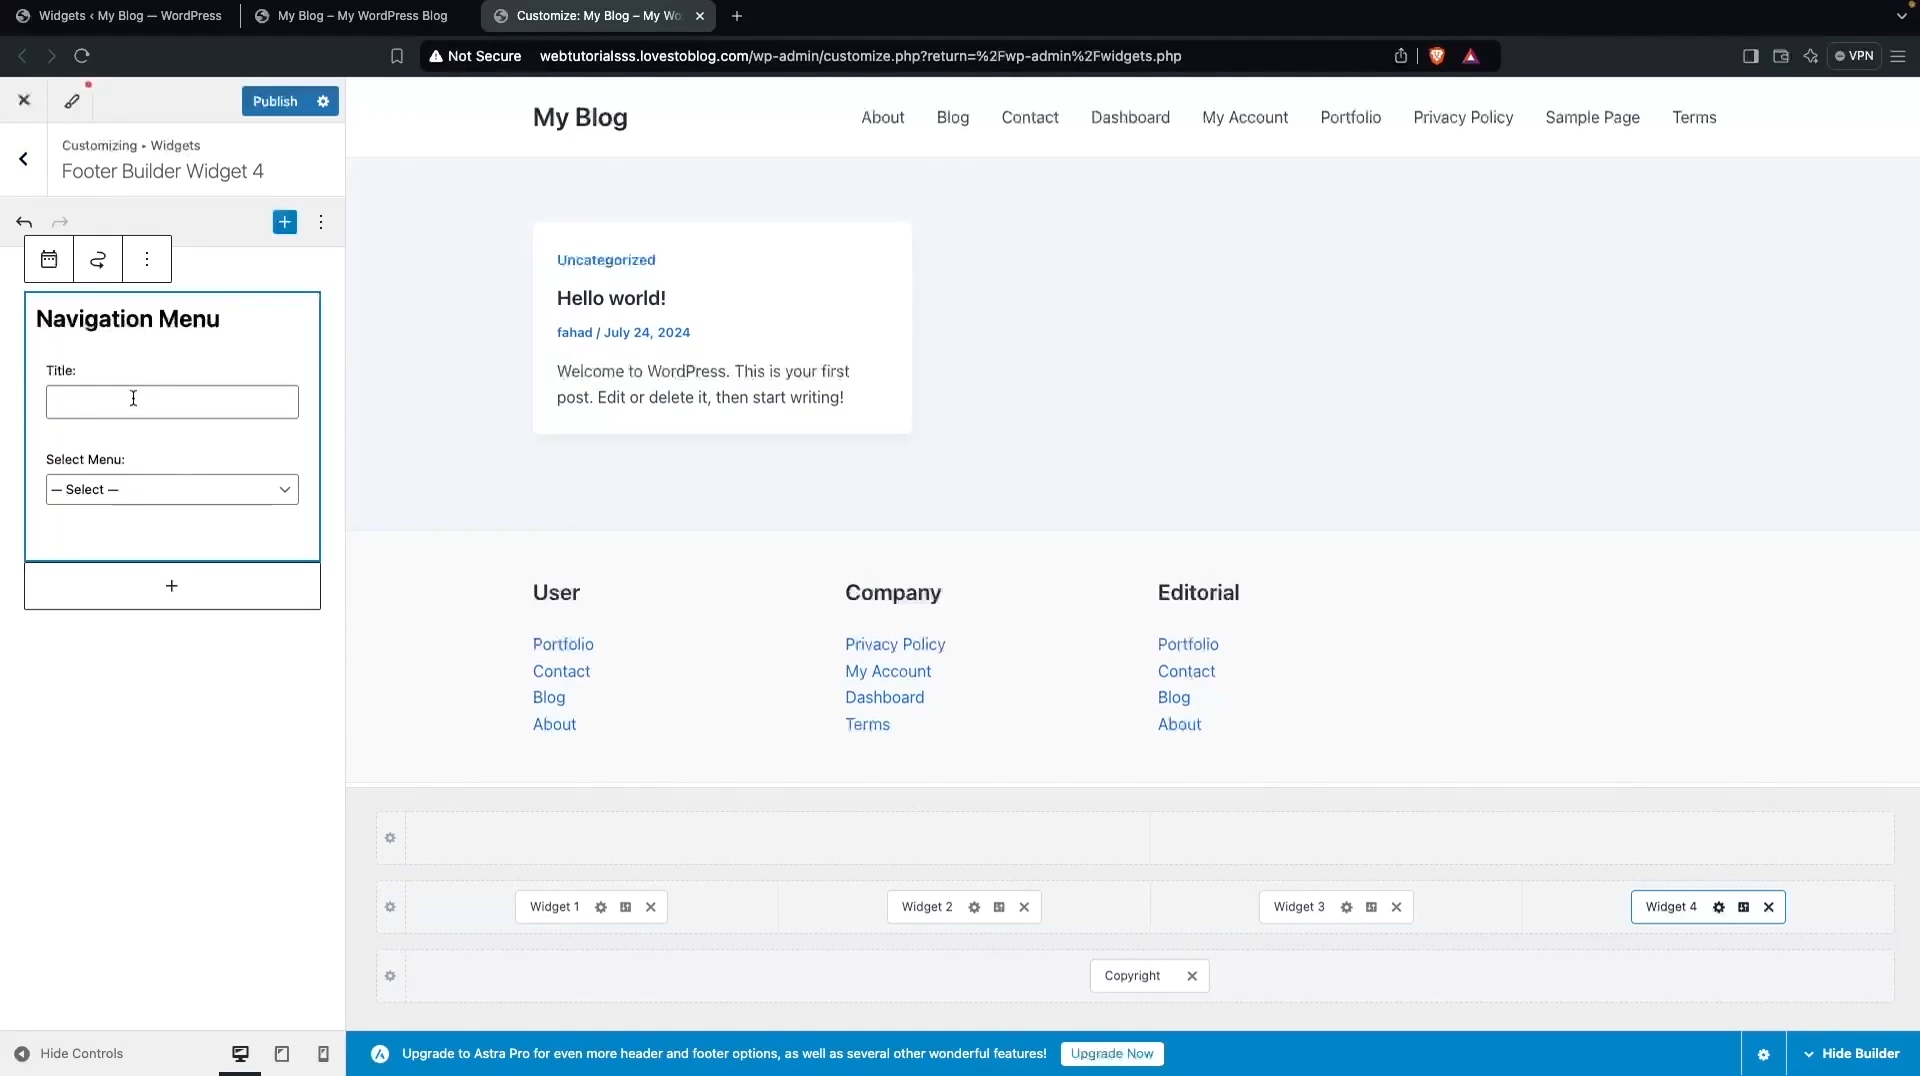 Widgets ‹ My Blog — WordPress
My Blog – My WordPress Blog
Customize: My Blog – My Wo
Not Secure
webtutorialsss.lovestoblog.com/wp-admin/customize.php?return=%2Fwp-admin%2Fwidgets.php
VPN
Publish
Customizing ▸ Widgets
Footer Builder Widget 4
Navigation Menu
Title:
Select Menu:
— Select —
Hide Controls
My Blog
About Blog Contact Dashboard My Account Portfolio Privacy Policy Sample Page Terms
Uncategorized
Hello world!
fahad / July 24, 2024
Welcome to WordPress. This is your first
post. Edit or delete it, then start writing!
User
Portfolio
Contact
Blog
About
Company
Privacy Policy
My Account
Dashboard
Terms
Editorial
Portfolio
Contact
Blog
About
Widget 1
Widget 2
Widget 3
Widget 4
Copyright
Upgrade to Astra Pro for even more header and footer options, as well as several other wonderful features!
Upgrade Now
Hide Builder